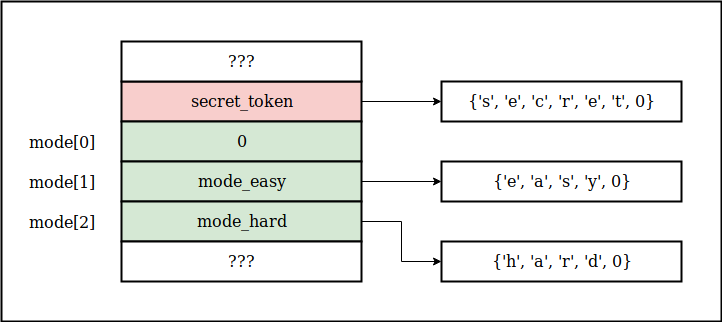 ???
secret_token
{'s', 'e', 'c', 'r', 'e', 't', 0}
mode[0]
0
mode[1]
mode_easy
{'e', 'a', 's', 'y', 0}
mode[2]
mode_hard
???
{'h', 'a', 'r', 'd', 0}